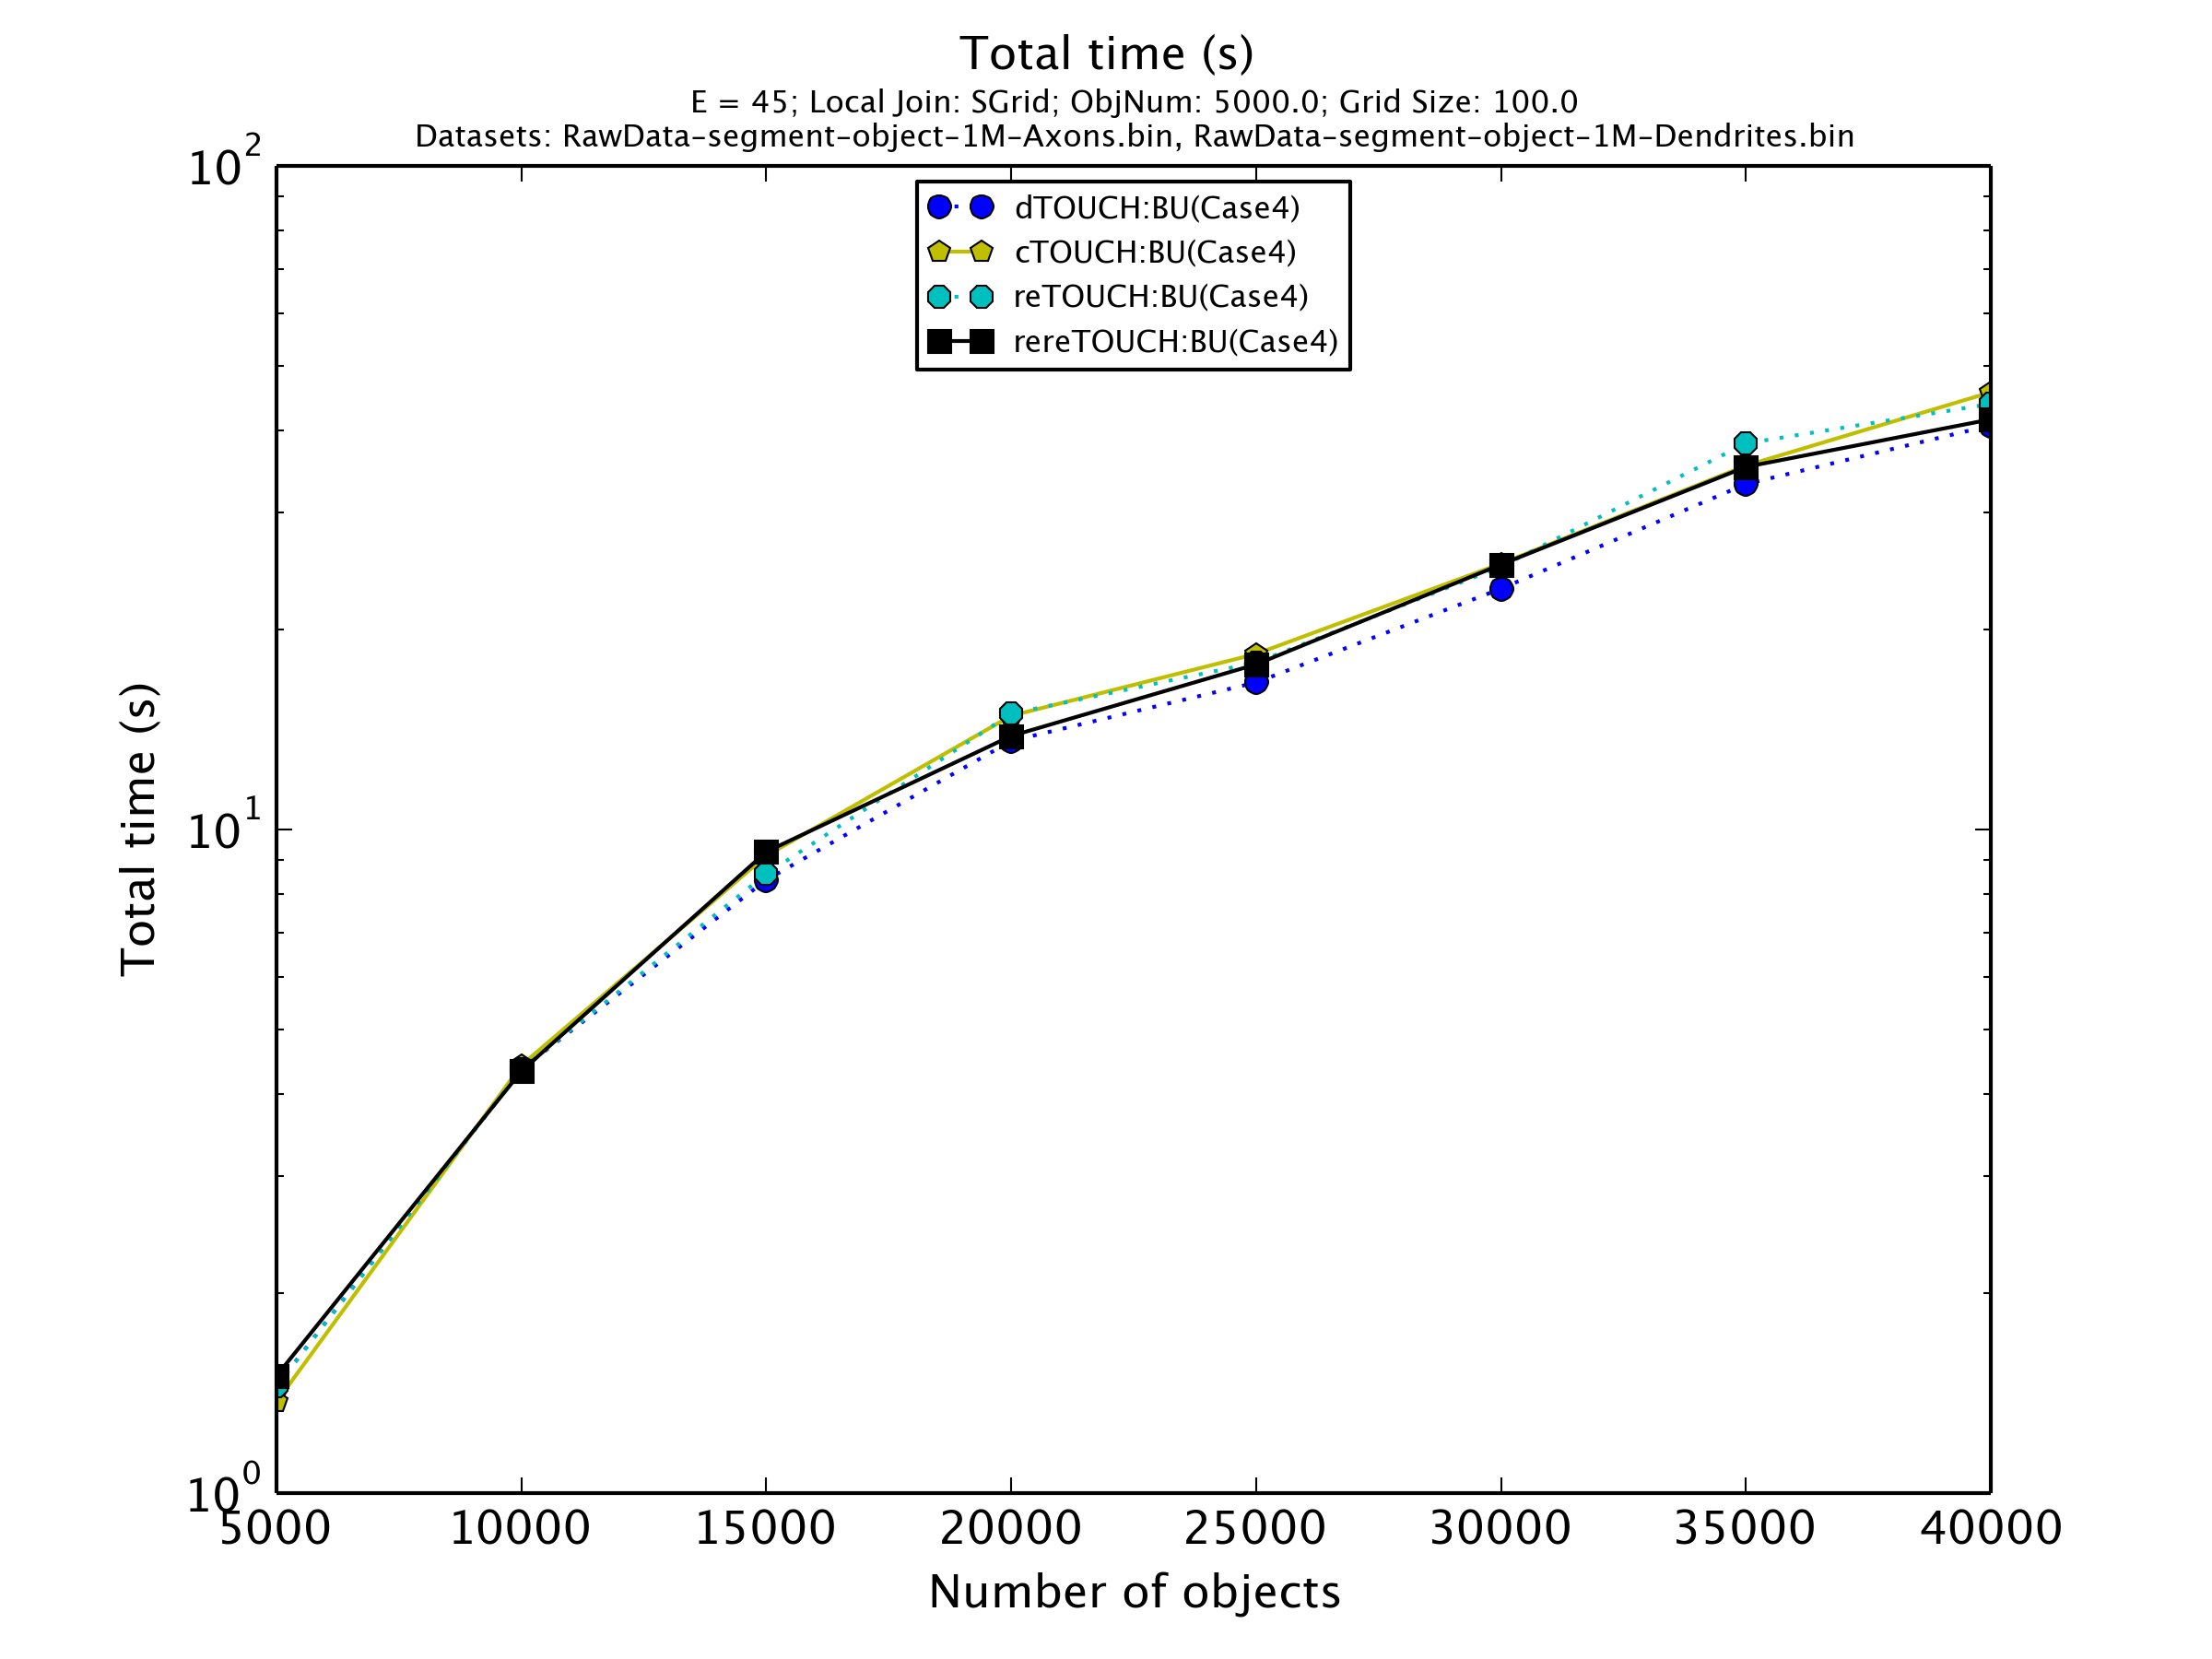 Total time (s)
E = 45; Local Join: SGrid; ObjNum: 5000.0; Grid Size: 100.0
Datasets: RawData-segment-object-1M-Axons.bin, RawData-segment-object-1M-Dendrites.bin
dTOUCH:BU(Case4)
cTOUCH:BU(Case4)
reTOUCH:BU(Case4)
rereTOUCH:BU(Case4)
Total time (s)
10^2
10^1
10^0
5000 10000 15000 20000 25000 30000 35000 40000
Number of objects